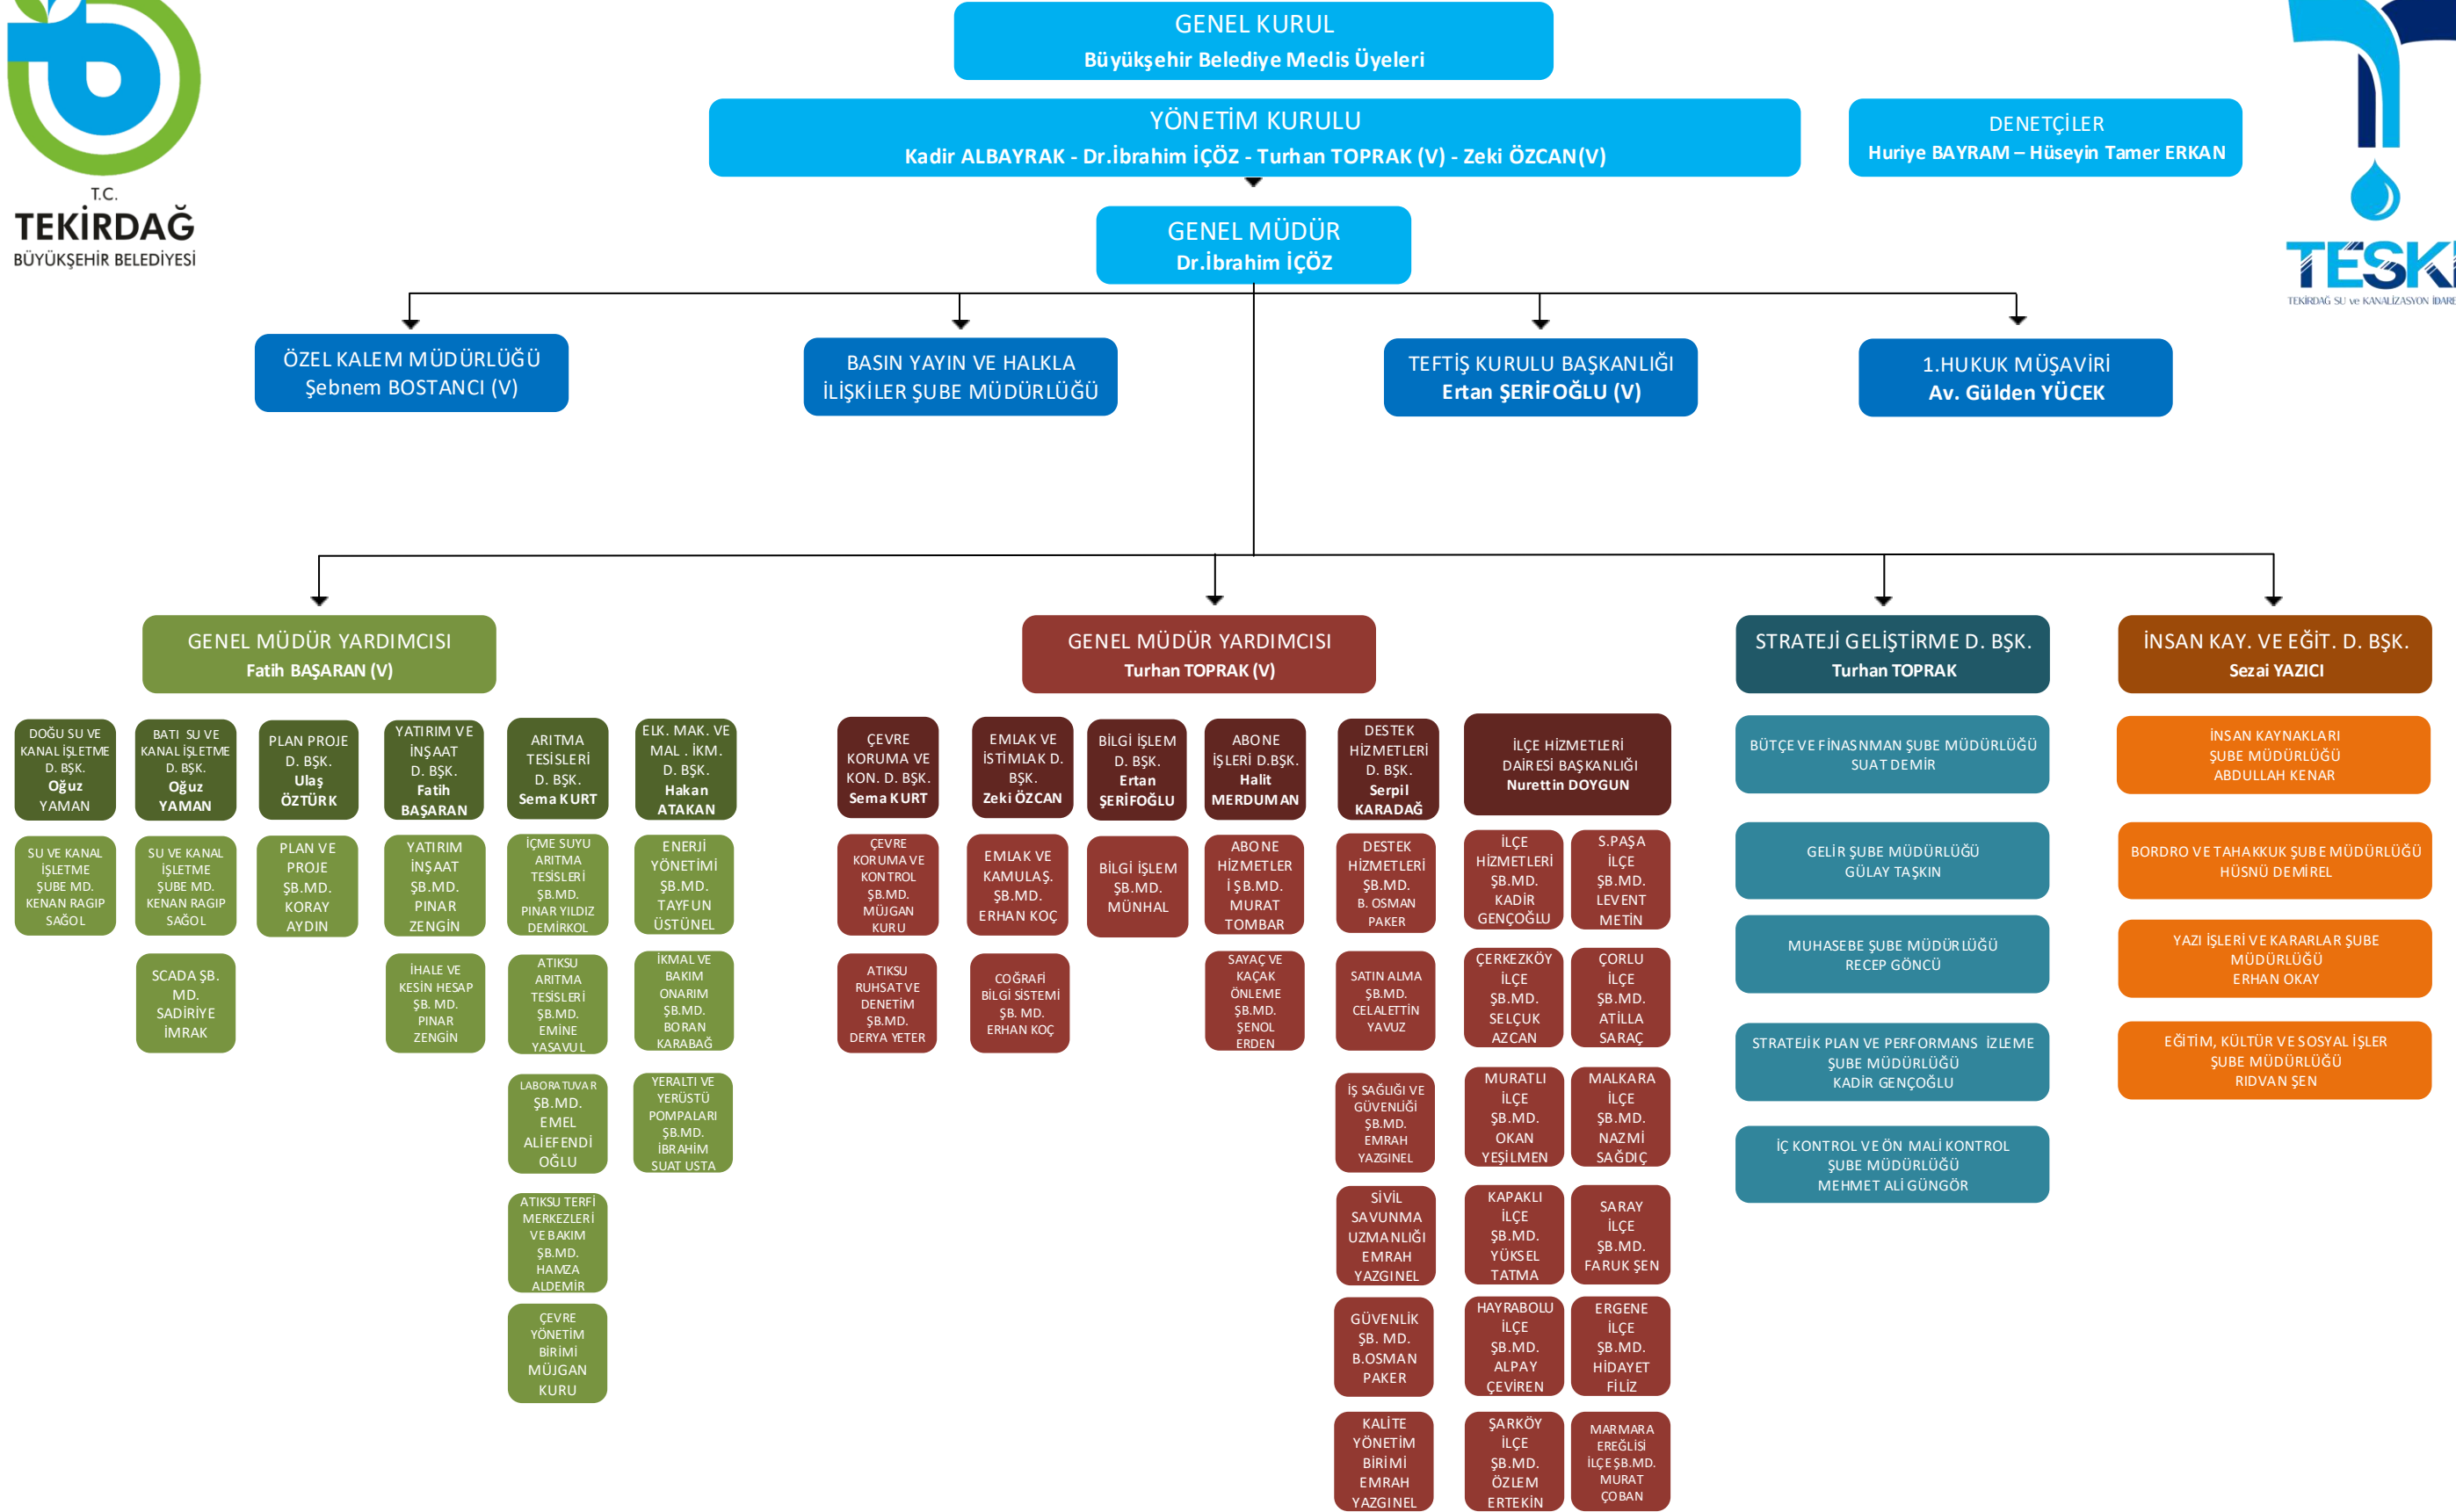 GENEL KURUL
Büyükşehir Belediye Meclis Üyeleri
YÖNETİM KURULU
Kadir ALBAYRAK - Dr.İbrahim İÇÖZ - Turhan TOPRAK (V) - Zeki ÖZCAN(V)
DENETÇİLER
Huriye BAYRAM – Hüseyin Tamer ERKAN
T.C.
TEKİRDAĞ
BÜYÜKŞEHİR BELEDİYESİ
TESKİ
TEKİRDAĞ SU ve KANALİZASYON İDARE
GENEL MÜDÜR
Dr.İbrahim İÇÖZ
ÖZEL KALEM MÜDÜRLÜĞÜ
Şebnem BOSTANCI (V)
BASIN YAYIN VE HALKLA
İLİŞKİLER ŞUBE MÜDÜRLÜĞÜ
TEFTİŞ KURULU BAŞKANLIĞI
Ertan ŞERİFOĞLU (V)
1.HUKUK MÜŞAVİRİ
Av. Gülden YÜCEK
GENEL MÜDÜR YARDIMCISI
Fatih BAŞARAN (V)
GENEL MÜDÜR YARDIMCISI
Turhan TOPRAK (V)
STRATEJİ GELİŞTİRME D. BŞK.
Turhan TOPRAK
İNSAN KAY. VE EĞİT. D. BŞK.
Sezai YAZICI
DOĞU SU VE
KANAL İŞLETME
D. BŞK.
Oğuz
YAMAN
SU VE KANAL
İŞLETME
ŞUBE MD.
KENAN RAGIP
SAĞOL
BATI SU VE
KANAL İŞLETME
D. BŞK.
Oğuz
YAMAN
SU VE KANAL
İŞLETME
ŞUBE MD.
KENAN RAGIP
SAĞOL
SCADA ŞB.
MD.
SADİRİYE
İMRAK
PLAN PROJE
D. BŞK.
Ulaş
ÖZTÜRK
PLAN VE
PROJE
ŞB.MD.
KORAY
AYDIN
YATIRIM VE
İNŞAAT
D. BŞK.
Fatih
BAŞARAN
YATIRIM
İNŞAAT
ŞB.MD.
PINAR
ZENGİN
İHALE VE
KESİN HESAP
ŞB. MD.
PINAR
ZENGİN
ARITMA
TESİSLERİ
D. BŞK.
Sema KURT
İÇME SUYU
ARITMA
TESİSLERİ
ŞB.MD.
PINAR YILDIZ
DEMİRKOL
ATIKSU
ARITMA
TESİSLERİ
ŞB.MD.
EMİNE
YASAVUL
LABORATUVAR
ŞB.MD.
EMEL
ALİEFENDİ
OĞLU
ATIKSU TERFİ
MERKEZLERİ
VE BAKIM
ŞB.MD.
HAMZA
ALDEMİR
ÇEVRE
YÖNETİM
BİRİMİ
MÜJGAN
KURU
ELK. MAK. VE
MAL . İKM.
D. BŞK.
Hakan
ATAKAN
ENERJİ
YÖNETİMİ
ŞB.MD.
TAYFUN
ÜSTÜNEL
İKMAL VE
BAKIM
ONARIM
ŞB.MD.
BORAN
KARABAĞ
YERALTI VE
YERÜSTÜ
POMPALARI
ŞB.MD.
İBRAHİM
SUAT USTA
ÇEVRE
KORUMA VE
KON. D. BŞK.
Sema KURT
ÇEVRE
KORUMA VE
KONTROL
ŞB.MD.
MÜJGAN
KURU
ATIKSU
RUHSAT VE
DENETİM
ŞB.MD.
DERYA YETER
EMLAK VE
İSTİMLAK D.
BŞK.
Zeki ÖZCAN
EMLAK VE
KAMULAŞ.
ŞB.MD.
ERHAN KOÇ
COĞRAFİ
BİLGİ SİSTEMİ
ŞB. MD.
ERHAN KOÇ
BİLGİ İŞLEM
D. BŞK.
Ertan
ŞERİFOĞLU
BİLGİ İŞLEM
ŞB.MD.
MÜNHAL
ABONE
İŞLERİ D.BŞK.
Halit
MERDUMAN
ABONE
HİZMETLER
İ ŞB.MD.
MURAT
TOMBAR
SAYAÇ VE
KAÇAK
ÖNLEME
ŞB.MD.
ŞENOL
ERDEN
DESTEK
HİZMETLERİ
D. BŞK.
Serpil
KARADAĞ
DESTEK
HİZMETLERİ
ŞB.MD.
B. OSMAN
PAKER
SATIN ALMA
ŞB.MD.
CELALETTİN
YAVUZ
İŞ SAĞLIĞI VE
GÜVENLİĞİ
ŞB.MD.
EMRAH
YAZGINEL
SİVİL
SAVUNMA
UZMANLIĞI
EMRAH
YAZGINEL
GÜVENLİK
ŞB. MD.
B.OSMAN
PAKER
KALİTE
YÖNETİM
BİRİMİ
EMRAH
YAZGINEL
İLÇE HİZMETLERİ
DAİRESİ BAŞKANLIĞI
Nurettin DOYGUN
İLÇE
HİZMETLERİ
ŞB.MD.
KADİR
GENÇOĞLU
S.PAŞA
İLÇE
ŞB.MD.
LEVENT
METİN
ÇERKEZKÖY
İLÇE
ŞB.MD.
SELÇUK
AZCAN
ÇORLU
İLÇE
ŞB.MD.
ATİLLA
SARAÇ
MURATLI
İLÇE
ŞB.MD.
OKAN
YEŞİLMEN
MALKARA
İLÇE
ŞB.MD.
NAZMİ
SAĞDIÇ
KAPAKLI
İLÇE
ŞB.MD.
YÜKSEL
TATMA
SARAY
İLÇE
ŞB.MD.
FARUK ŞEN
HAYRABOLU
İLÇE
ŞB.MD.
ALPAY
ÇEVİREN
ERGENE
İLÇE
ŞB.MD.
HİDAYET
FİLİZ
ŞARKÖY
İLÇE
ŞB.MD.
ÖZLEM
ERTEKİN
MARMARA
EREĞLİSİ
İLÇE ŞB.MD.
MURAT
ÇOBAN
BÜTÇE VE FİNASNMAN ŞUBE MÜDÜRLÜĞÜ
SUAT DEMİR
GELİR ŞUBE MÜDÜRLÜĞÜ
GÜLAY TAŞKIN
MUHASEBE ŞUBE MÜDÜRLÜĞÜ
RECEP GÖNCÜ
STRATEJİK PLAN VE PERFORMANS İZLEME
ŞUBE MÜDÜRLÜĞÜ
KADİR GENÇOĞLU
İÇ KONTROL VE ÖN MALİ KONTROL
ŞUBE MÜDÜRLÜĞÜ
MEHMET ALİ GÜNGÖR
İNSAN KAYNAKLARI
ŞUBE MÜDÜRLÜĞÜ
ABDULLAH KENAR
BORDRO VE TAHAKKUK ŞUBE MÜDÜRLÜĞÜ
HÜSNÜ DEMİREL
YAZI İŞLERİ VE KARARLAR ŞUBE
MÜDÜRLÜĞÜ
ERHAN OKAY
EĞİTİM, KÜLTÜR VE SOSYAL İŞLER
ŞUBE MÜDÜRLÜĞÜ
RIDVAN ŞEN